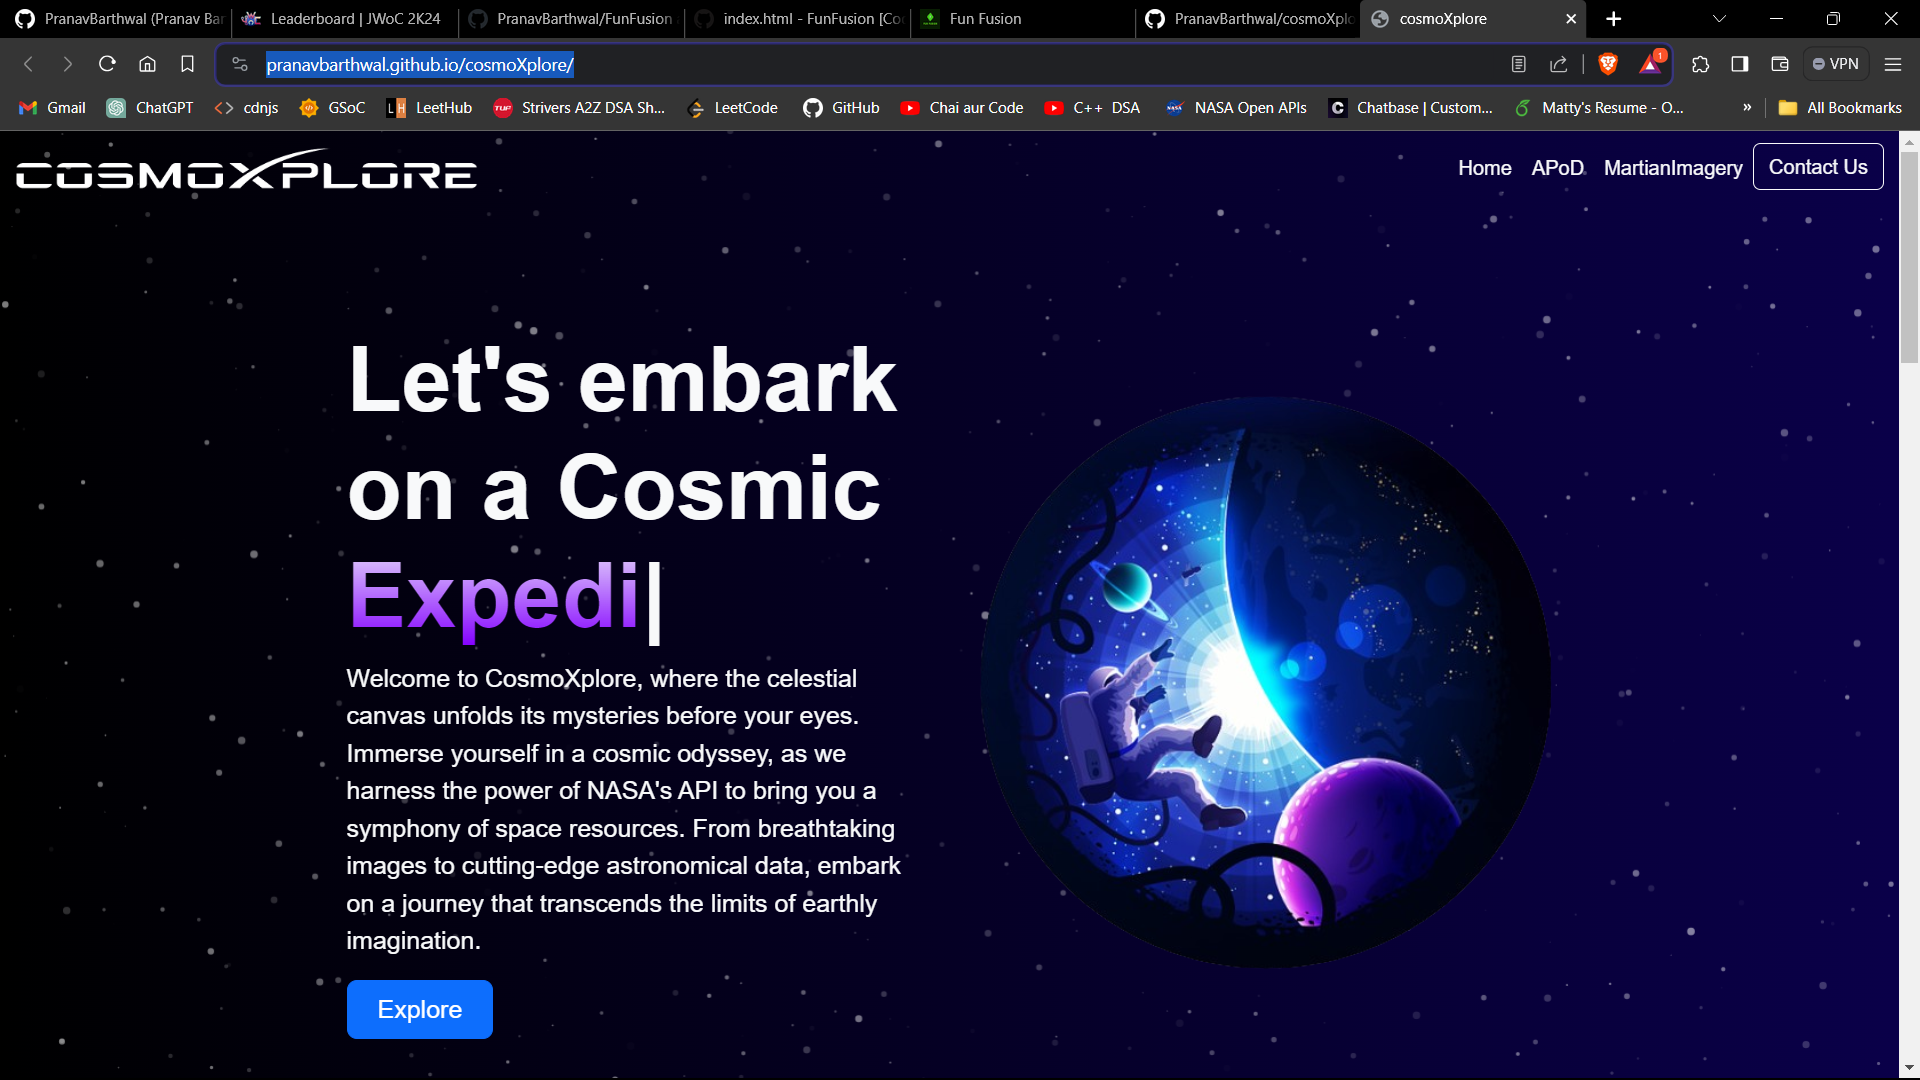 PranavBarthwal (Pranav Bar
Leaderboard | JWoC 2K24
PranavBarthwal/FunFusion
index.html - FunFusion [Co
Fun Fusion
PranavBarthwal/cosmoXplo
cosmoXplore
pranavbarthwal.github.io/cosmoXplore/
1
VPN
Gmail
ChatGPT
cdnjs
GSoC
LeetHub
Strivers A2Z DSA Sh...
LeetCode
GitHub
Chai aur Code
C++ DSA
NASA Open APIs
Chatbase | Custom...
Matty's Resume - O...
»
All Bookmarks
COSMOXPLORE
Home
APoD
MartianImagery
Contact Us
Let's embark
on a Cosmic
Expedi|
Welcome to CosmoXplore, where the celestial
canvas unfolds its mysteries before your eyes.
Immerse yourself in a cosmic odyssey, as we
harness the power of NASA's API to bring you a
symphony of space resources. From breathtaking
images to cutting-edge astronomical data, embark
on a journey that transcends the limits of earthly
imagination.
Explore